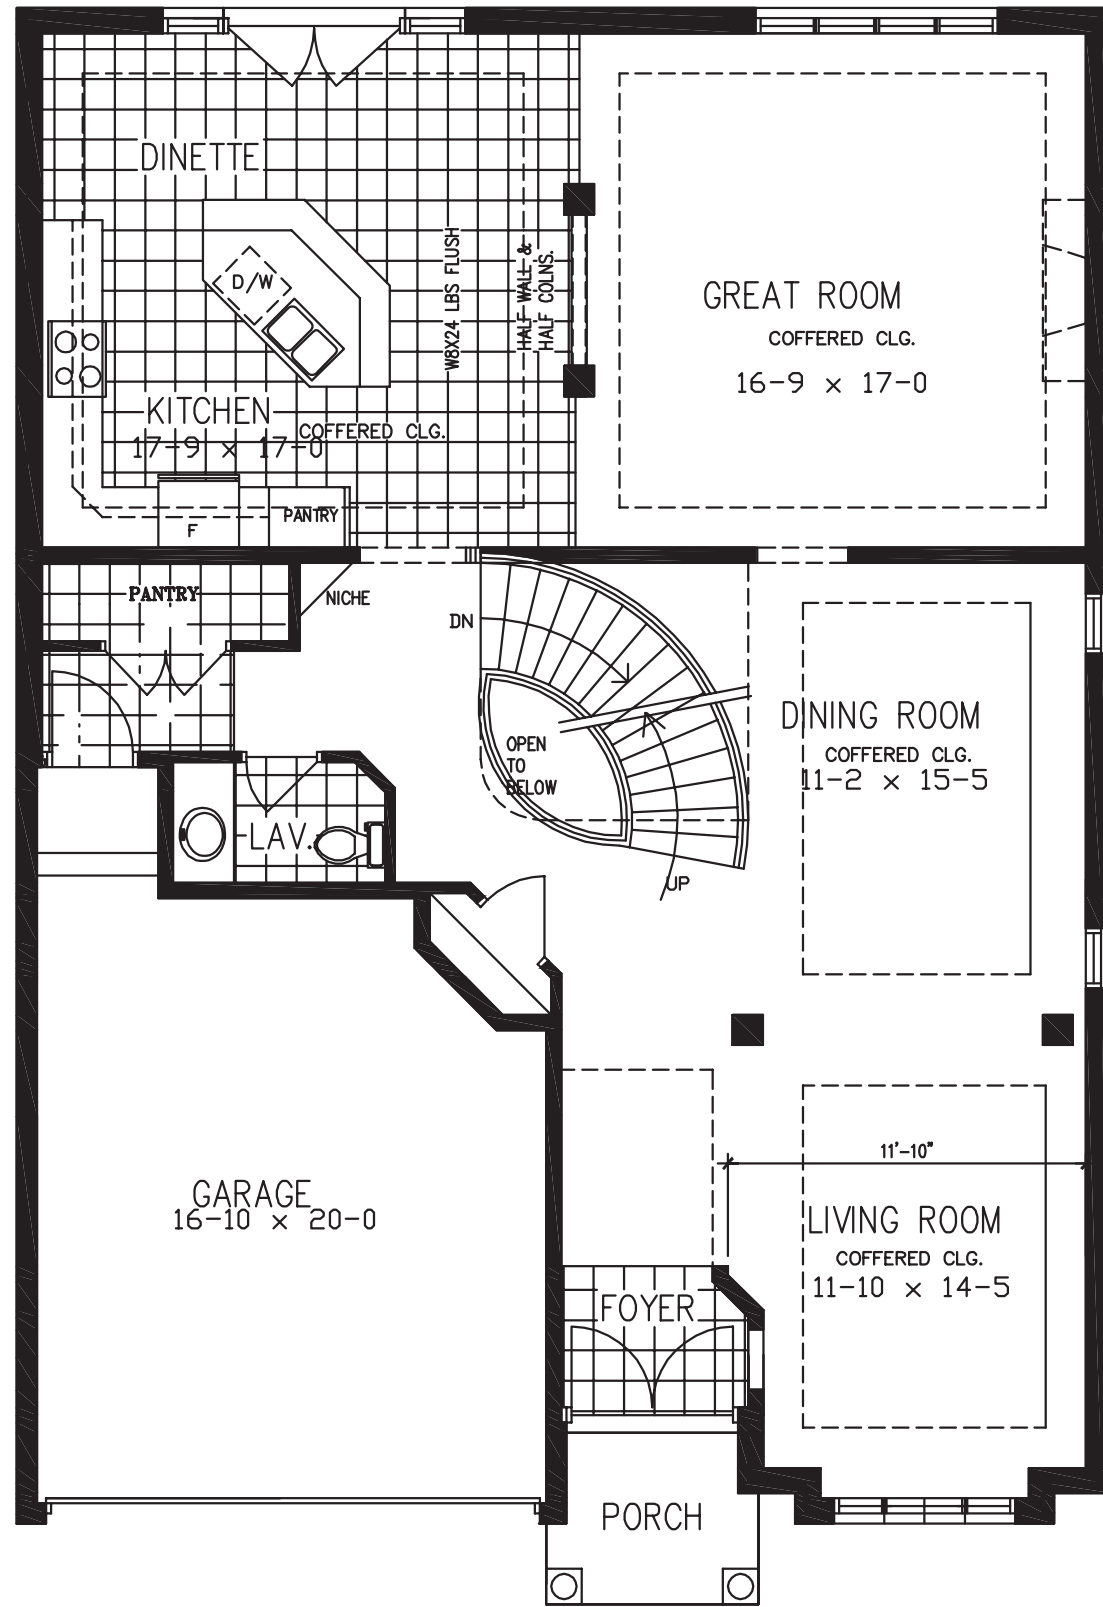 DINETTE
D/W
W8X24 LBS FLUSH
HALF WALL &
HALF COLNS.
GREAT ROOM
COFFERED CLG.
16-9 x 17-0
KITCHEN
17-9 x 17-0
COFFERED CLG.
F
PANTRY
PANTRY
NICHE
DN
OPEN
TO
BELOW
DINING ROOM
COFFERED CLG.
11-2 x 15-5
LAV.
UP
11'-10"
GARAGE
16-10 x 20-0
LIVING ROOM
COFFERED CLG.
11-10 x 14-5
FOYER
PORCH